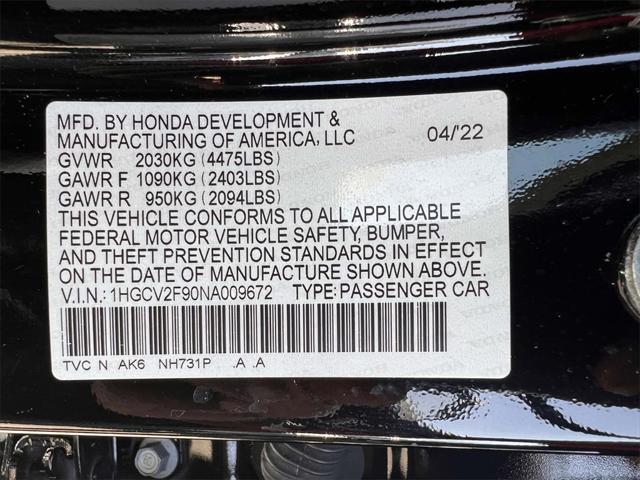 MFD. BY HONDA DEVELOPMENT &
MANUFACTURING OF AMERICA, LLC 04/'22
GVWR 2030KG (4475LBS)
GAWR F 1090KG (2403LBS)
GAWR R 950KG (2094LBS)
THIS VEHICLE CONFORMS TO ALL APPLICABLE
FEDERAL MOTOR VEHICLE SAFETY, BUMPER,
AND THEFT PREVENTION STANDARDS IN EFFECT
ON THE DATE OF MANUFACTURE SHOWN ABOVE.
V.I.N.: 1HGCV2F90NA009672 TYPE: PASSENGER CAR
TVC N AK6 NH731P .A .A